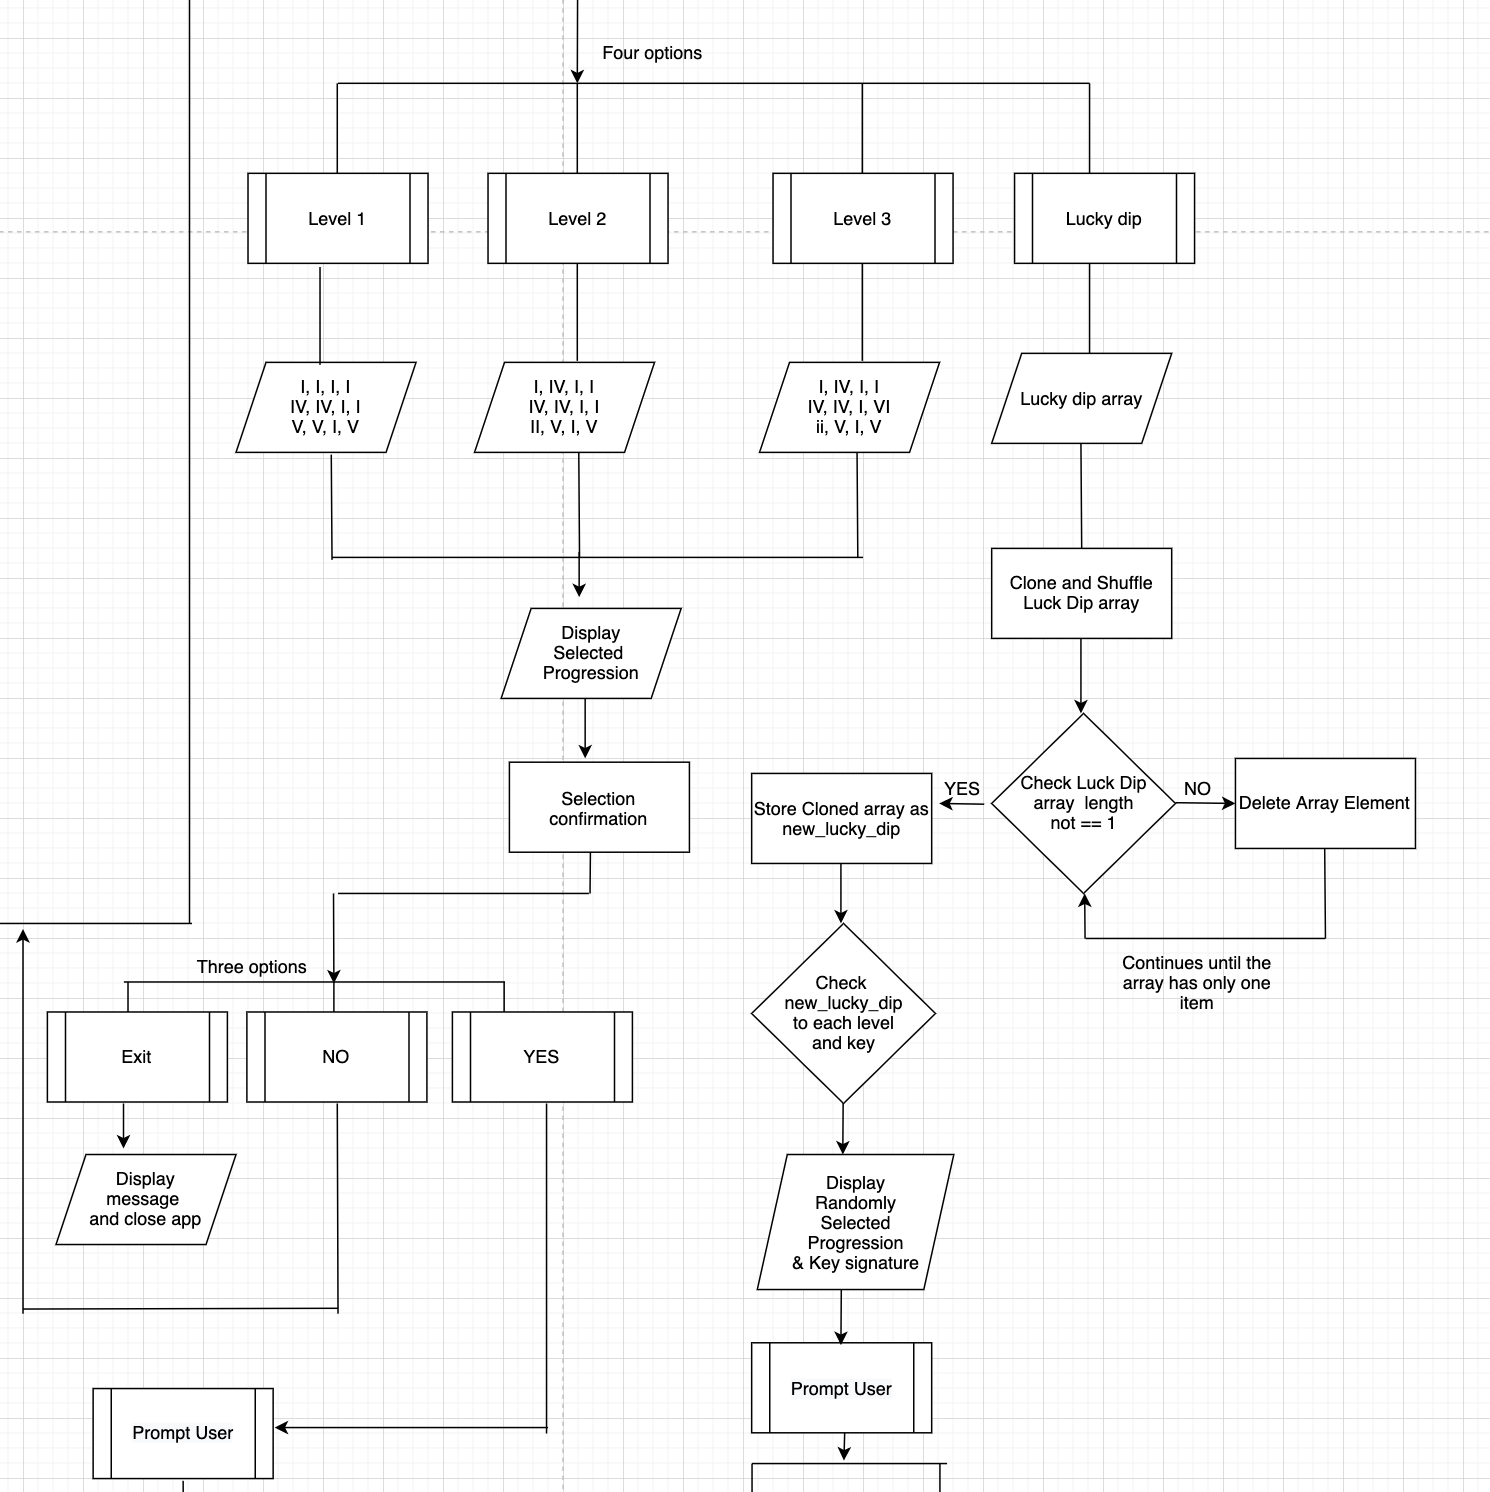 Four options
Level 1
Level 2
Level 3
Lucky dip
I, I, I, I
IV, IV, I, I
V, V, I, V
I, IV, I, I
IV, IV, I, I
II, V, I, V
I, IV, I, I
IV, IV, I, VI
ii, V, I, V
Lucky dip array
Clone and Shuffle
Luck Dip array
Display
Selected
Progression
Selection
confirmation
Store Cloned array as
new_lucky_dip
YES
Check Luck Dip
array length
not == 1
NO
Delete Array Element
Continues until the
array has only one
item
Three options
Exit
NO
YES
Check
new_lucky_dip
to each level
and key
Display
message
and close app
Display
Randomly
Selected
Progression
& Key signature
Prompt User
Prompt User